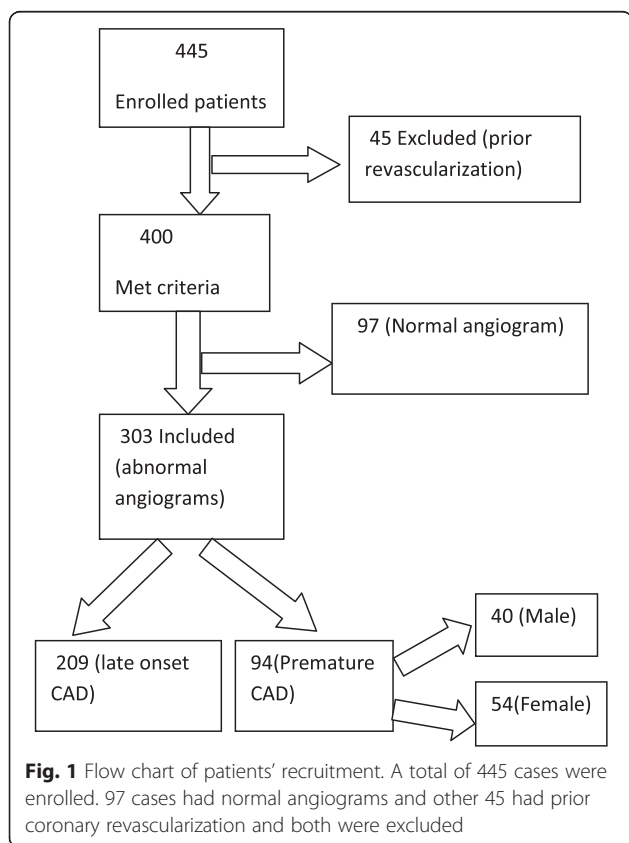 445
Enrolled patients
45 Excluded (prior
revascularization)
400
Met criteria
97 (Normal angiogram)
303 Included
(abnormal
angiograms)
209 (late onset
CAD)
94(Premature
CAD)
40 (Male)
54(Female)
Fig. 1 Flow chart of patients’ recruitment. A total of 445 cases were
enrolled. 97 cases had normal angiograms and other 45 had prior
coronary revascularization and both were excluded